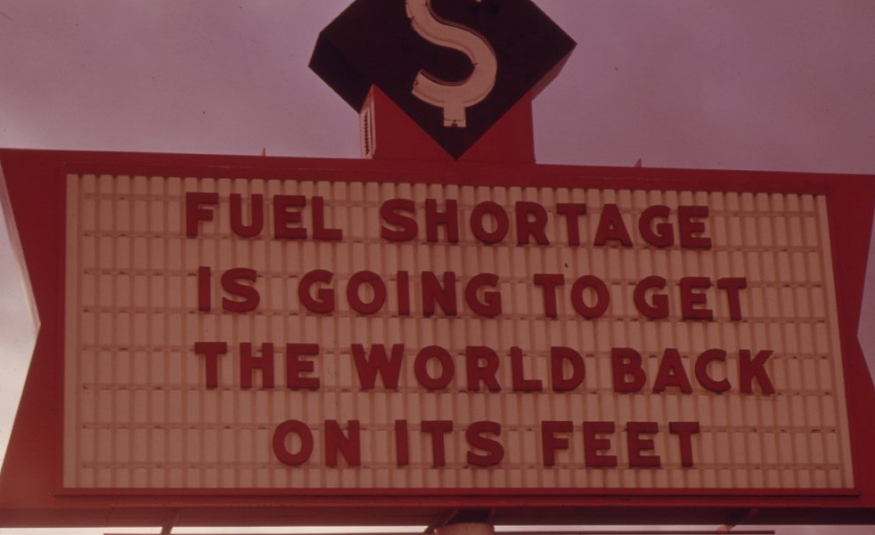 $
FUEL SHORTAGE
IS GOING TO GET
THE WORLD BACK
ON ITS FEET